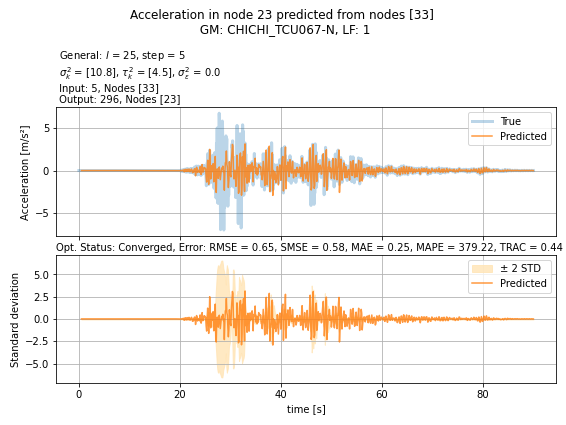 Acceleration in node 23 predicted from nodes [33]
GM: CHICHI_TCU067-N, LF: 1
General: l = 25, step = 5
σ_k² = [10.8], τ_k² = [4.5], σ_ε² = 0.0
Input: 5, Nodes [33]
Output: 296, Nodes [23]
Acceleration [m/s²]
5
0
−5
True
Predicted
Opt. Status: Converged, Error: RMSE = 0.65, SMSE = 0.58, MAE = 0.25, MAPE = 379.22, TRAC = 0.44
Standard deviation
5.0
2.5
0.0
−2.5
−5.0
± 2 STD
Predicted
0 20 40 60 80
time [s]